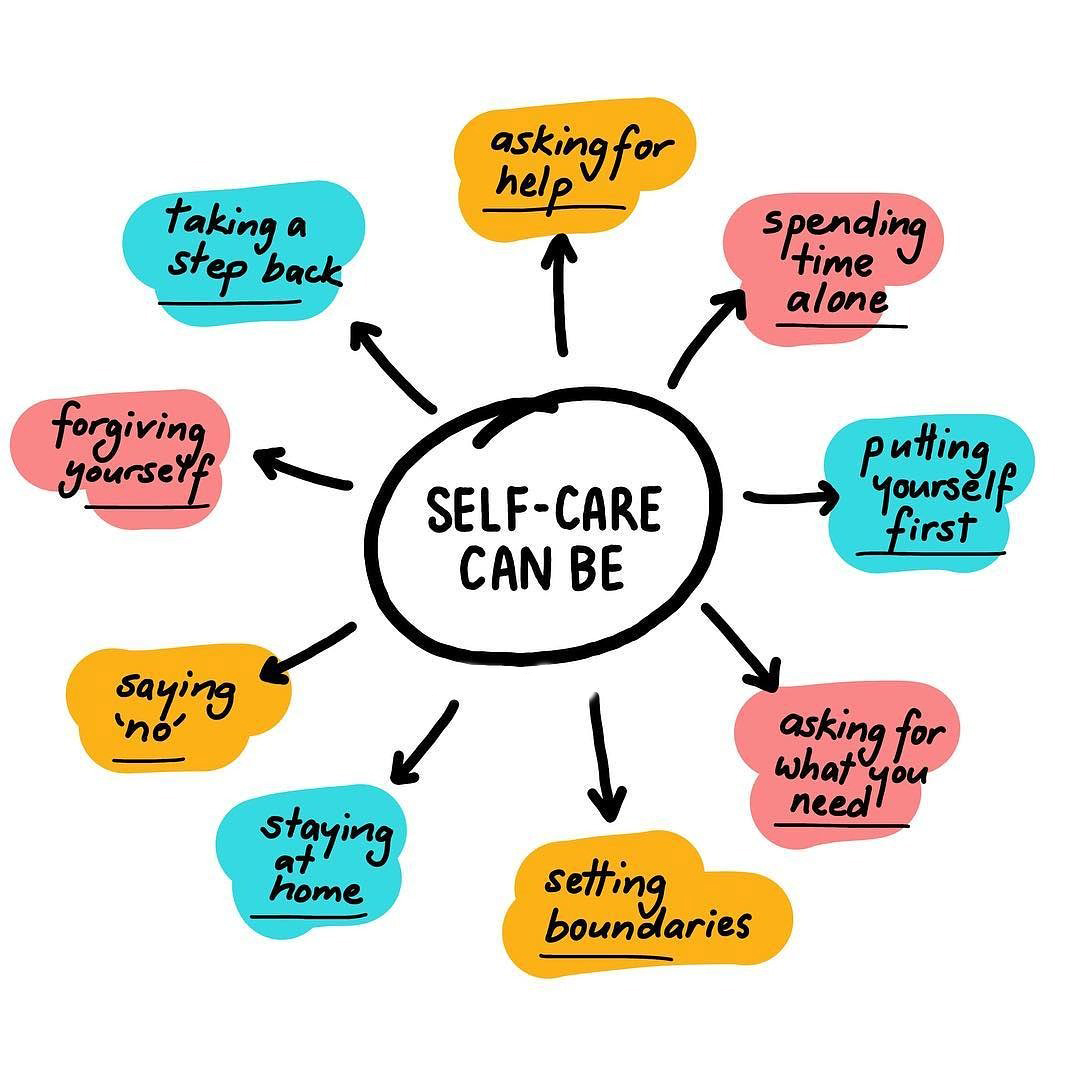 asking for
help
spending
time
alone
putting
yourself
first
asking for
what you
need
setting
boundaries
staying
at
home
saying
'no'
forgiving
yourself
taking a
step back
SELF-CARE
CAN BE